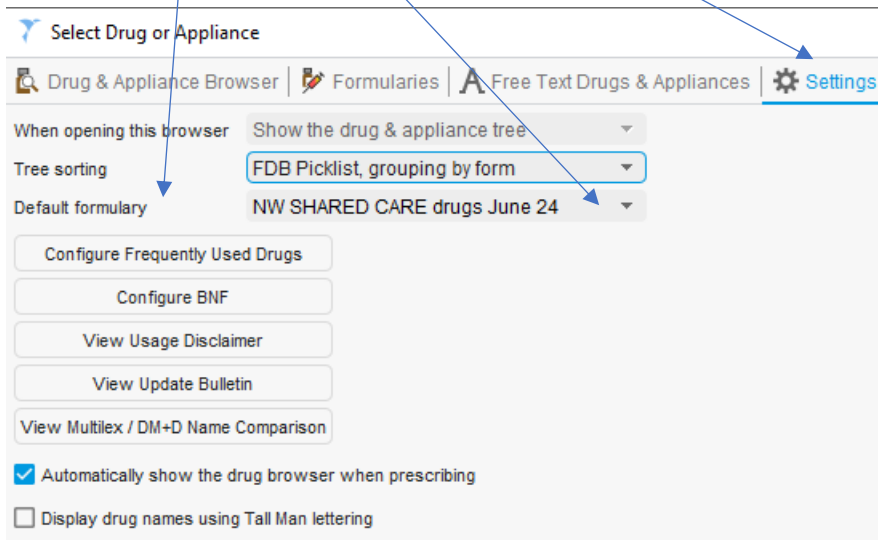 Select Drug or Appliance
Drug & Appliance Browser Formularies Free Text Drugs & Appliances Settings
When opening this browser Show the drug & appliance tree
Tree sorting FDB Picklist, grouping by form
Default formulary NW SHARED CARE drugs June 24
Configure Frequently Used Drugs
Configure BNF
View Usage Disclaimer
View Update Bulletin
View Multilex / DM+D Name Comparison
Automatically show the drug browser when prescribing
Display drug names using Tall Man lettering